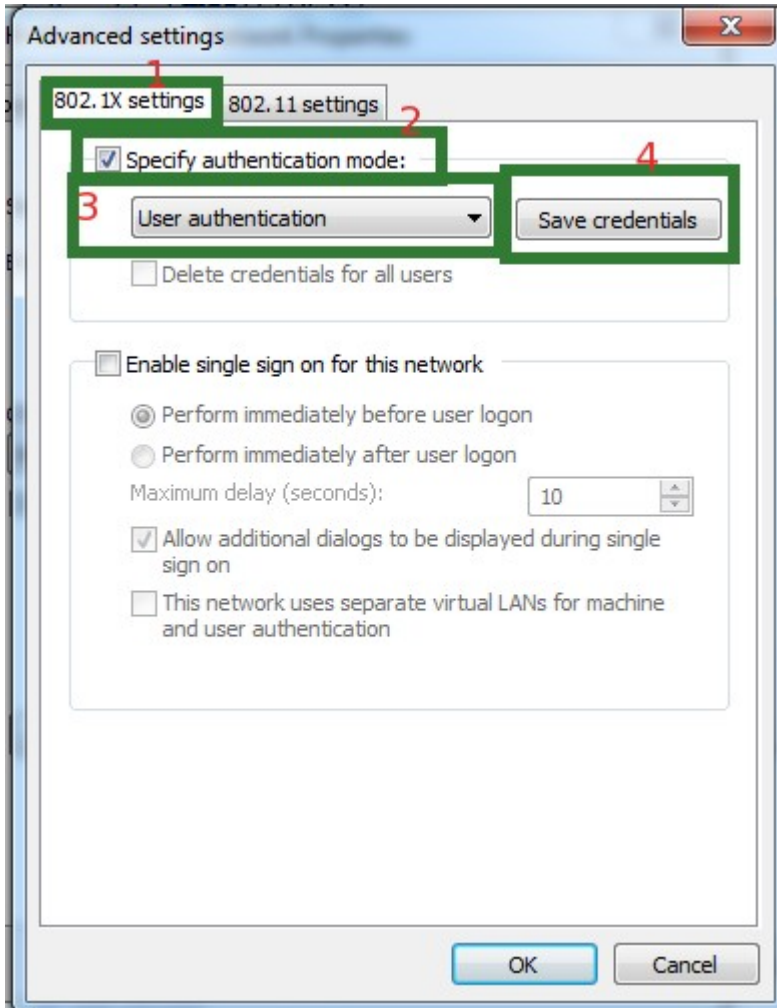 Advanced settings
1
802.1X settings 802.11 settings
2
Specify authentication mode:
4
3
User authentication Save credentials
Delete credentials for all users
Enable single sign on for this network
Perform immediately before user logon
Perform immediately after user logon
Maximum delay (seconds): 10
Allow additional dialogs to be displayed during single
sign on
This network uses separate virtual LANs for machine
and user authentication
OK Cancel